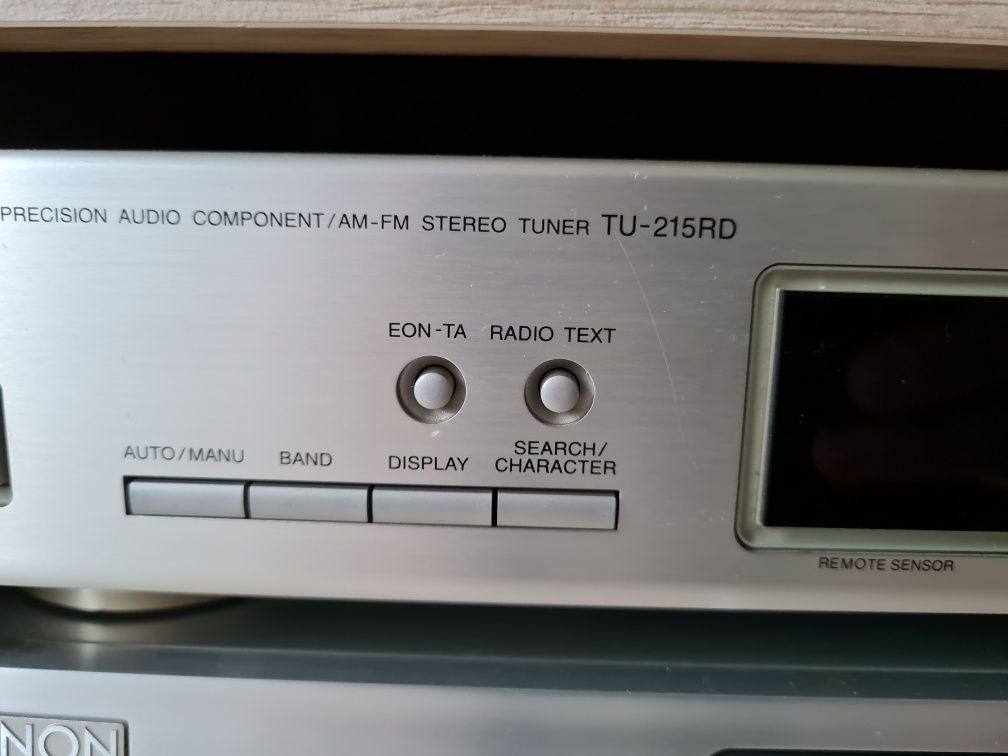 PRECISION AUDIO COMPONENT/AM-FM STEREO TUNER TU-215RD
EON-TA RADIO TEXT
AUTO/MANU BAND DISPLAY SEARCH/
CHARACTER
REMOTE SENSOR
NON